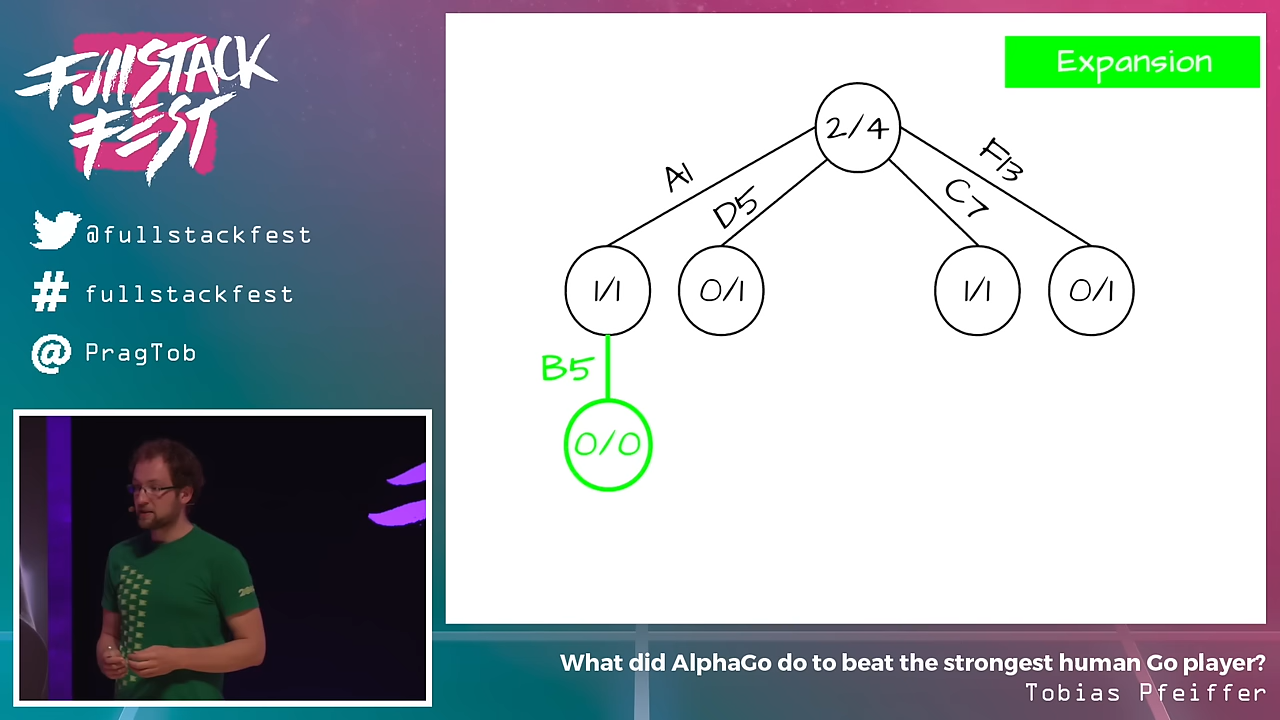 FULLSTACK
FEST
@fullstackfest
# fullstackfest
@ PragTob
Expansion
2/4
A1
D5
C7
F13
1/1
0/1
1/1
0/1
B5
0/0
What did AlphaGo do to beat the strongest human Go player?
Tobias Pfeiffer